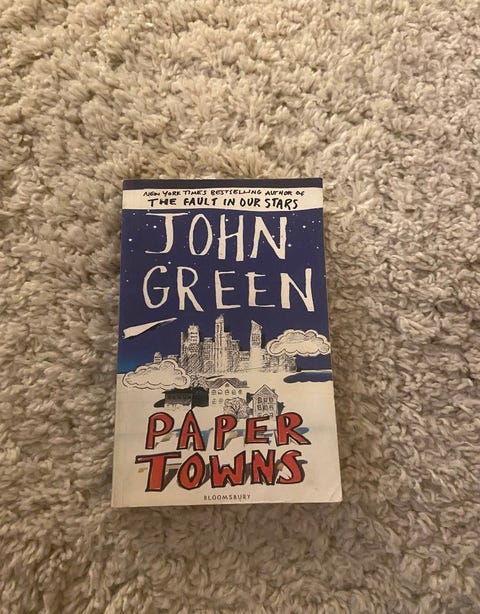 NEW YORK TIMES BESTSELLING AUTHOR OF
THE FAULT IN OUR STARS
JOHN
GREEN
PAPER
TOWNS
BLOOMSBURY